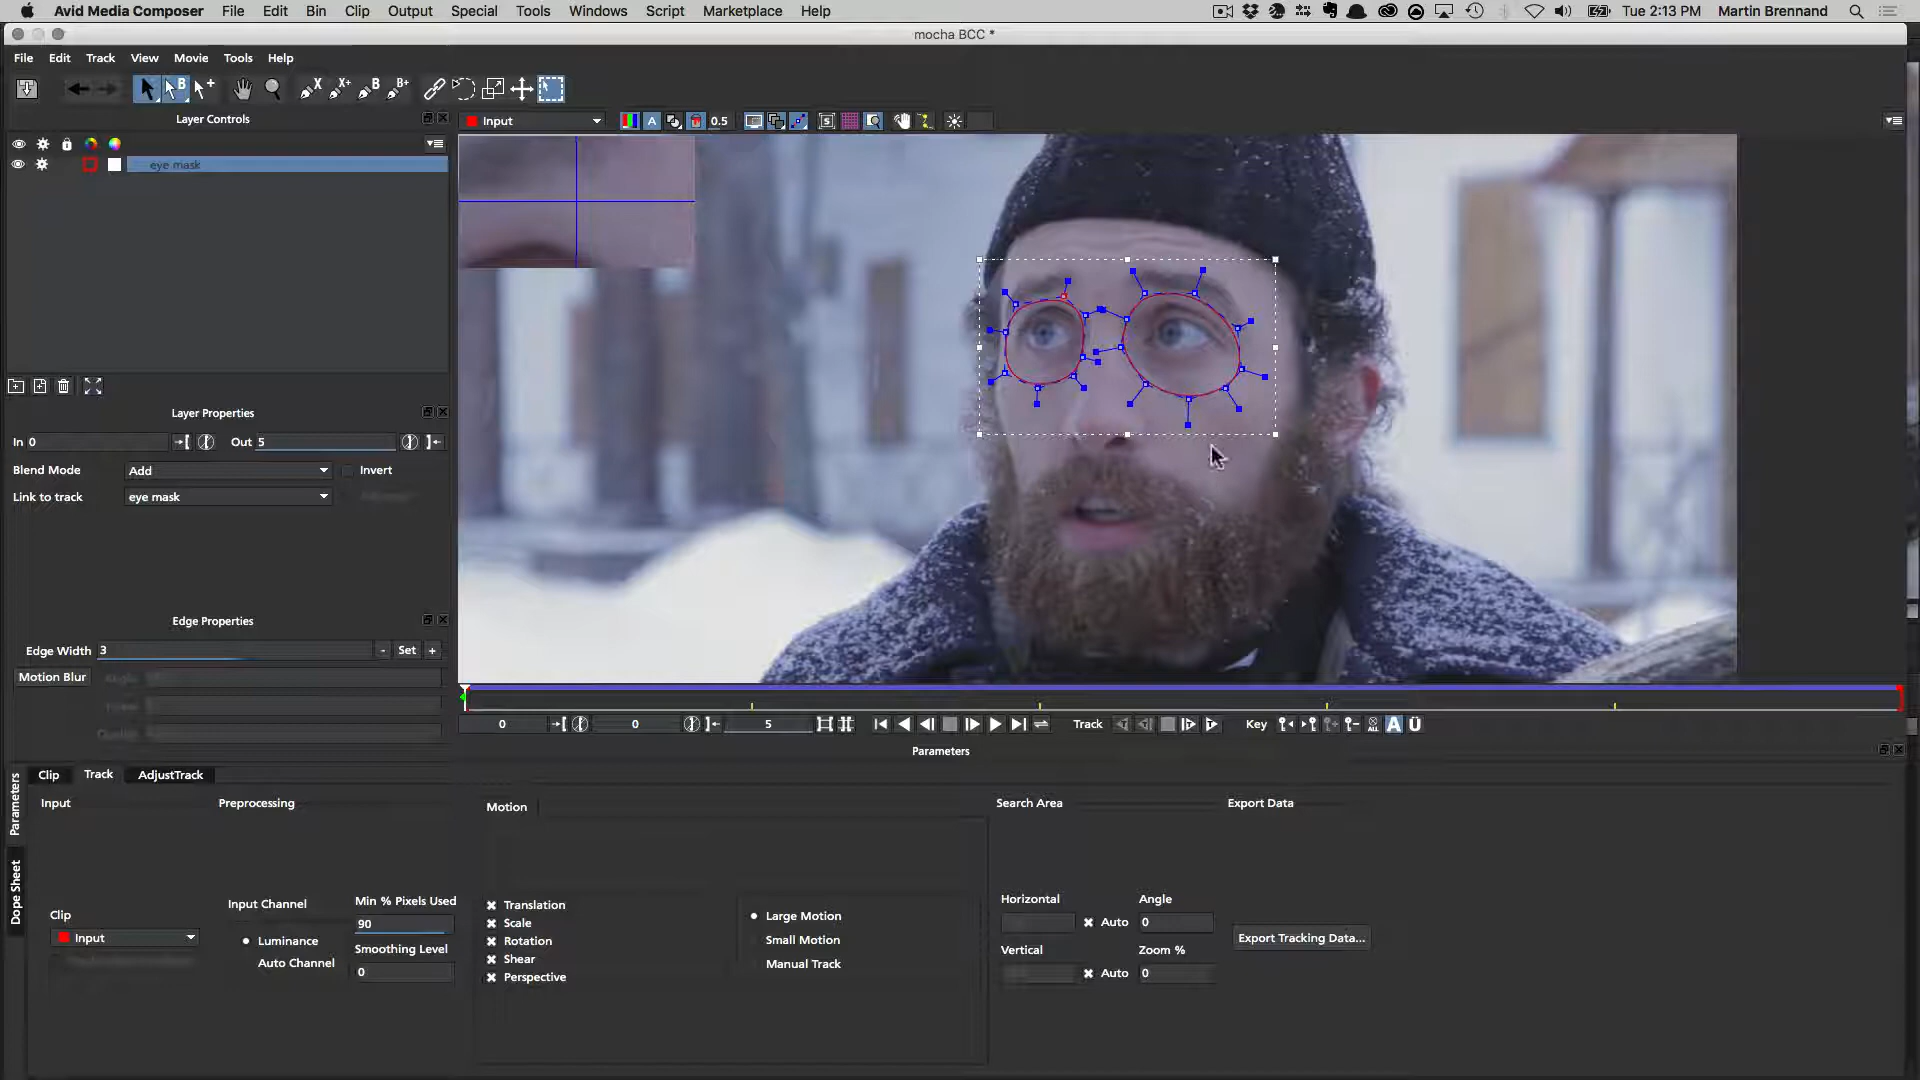 Avid Media Composer File Edit Bin Clip Output Special Tools Windows Script Marketplace Help Tue 2:13 PM Martin Brennand
mocha BCC *
File Edit Track View Movie Tools Help
Layer Controls
Input 0.5
eye mask
Layer Properties
In 0 Out 5
Blend Mode Add Invert
Link to track eye mask
Edge Properties
Edge Width 3 - Set +
Motion Blur
0 0 5 Track Key
Parameters
Clip Track AdjustTrack
Parameters
Dope Sheet
Input Preprocessing Motion Search Area Export Data
Clip
Input
Input Channel
Luminance
Auto Channel
Min % Pixels Used
90
Smoothing Level
0
Translation
Scale
Rotation
Shear
Perspective
Large Motion
Small Motion
Manual Track
Horizontal Angle
Auto 0
Vertical Zoom %
Auto 0
Export Tracking Data...